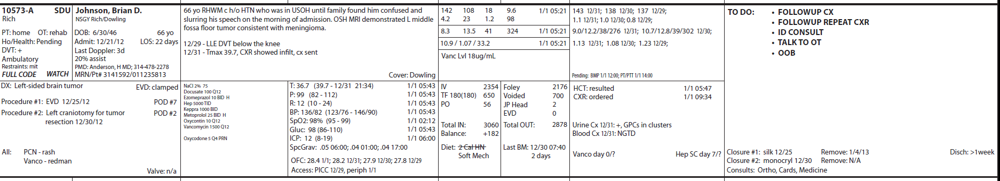 10573-A SDU
Rich
PT: home OT: rehab
Ho/Health: Pending
DVT: +
Ambulatory
Restraints: mit
FULL CODE WATCH
Johnson, Brian D.
NSGY Rich/Dowling
DOB: 6/30/46 66 yo
Admit: 12/21/12 LOS: 22 days
Last Doppler: 3d
20% assist
PMD: Anderson, H MD; 314-478-2278
MRN/Pt# 3141592/011235813
66 yo RHWM c h/o HTN who was in USOH until family found him confused and
slurring his speech on the morning of admission. OSH MRI demonstrated L middle
fossa floor tumor consistent with meningioma.
12/29 - LLE DVT below the knee
12/31 - Tmax 39.7, CXR showed infilt, cx sent
Cover: Dowling
142 108 18 9.6 1/1 05:21
4.2 23 1.2 98
8.3 13.5 41 324 1/1 05:21
10.9 / 1.07 / 33.2 1/1 05:21
Vanc Lvl 18ug/mL
143 12/31; 138 12/30; 137 12/29;
1.1 12/31; 1.0 12/30; 0.8 12/29;
9.0/12.2/38/276 12/31; 10.7/12.8/39/302 12/30;
1.13 12/31; 1.08 12/30; 1.23 12/29;
Pending: BMP 1/1 12:00; PT/PTT 1/1 14:00
TO DO:
• FOLLOWUP CX
• FOLLOWUP REPEAT CXR
• ID CONSULT
• TALK TO OT
• OOB
DX: Left-sided brain tumor EVD: clamped
Procedure #1: EVD 12/25/12 POD #7
Procedure #2: Left craniotomy for tumor POD #2
resection 12/30/12
All: PCN - rash
Vanco - redman
Valve: n/a
NaCl 2% 75
Docusate 100 Q12
Ezomeprazol 10 BID H
Hep 5000 TID
Keppra 1000 BID
Metoprolol 25 BID H
Oxycontin 10 Q12
Vancomycin 1500 Q12
Oxycodone 5 Q4 PRN
T: 36.7 (39.7 - 12/31 21:34) 1/1 05:43
P: 99 (82 - 112) 1/1 05:43
R: 12 (10 - 24) 1/1 05:43
BP: 136/82 (123/76 - 146/90) 1/1 05:43
SpO2: 98% (95 - 99) 1/1 02:12
Gluc: 98 (86-110) 1/1 05:43
ICP: 12 (8-19) 1/1 06:00
SpcGrav: .05 06:00; .04 01:00; .04 17:00
OFC: 28.4 1/1; 28.2 12/31; 27.9 12/30; 27.8 12/29
Access: PICC 12/29, periph 1/1
IV 2354
TF 180(180) 650
PO 56
Total IN: 3060
Balance: +182
Diet: 2 Cal HN
Soft Mech
Foley 2176
Voided 700
JP Head 2
EVD 0
Total OUT: 2878
Last BM: 12/30 07:40
2 days
HCT: resulted 1/1 05:47
CXR: ordered 1/1 09:34
Urine Cx 12/31: +, GPCs in clusters
Blood Cx 12/31: NGTD
Vanco day 0/? Hep SC day 7/?
Closure #1: silk 12/25 Remove: 1/4/13 Disch: >1week
Closure #2: monocryl 12/30 Remove: N/A
Consults: Ortho, Cards, Medicine